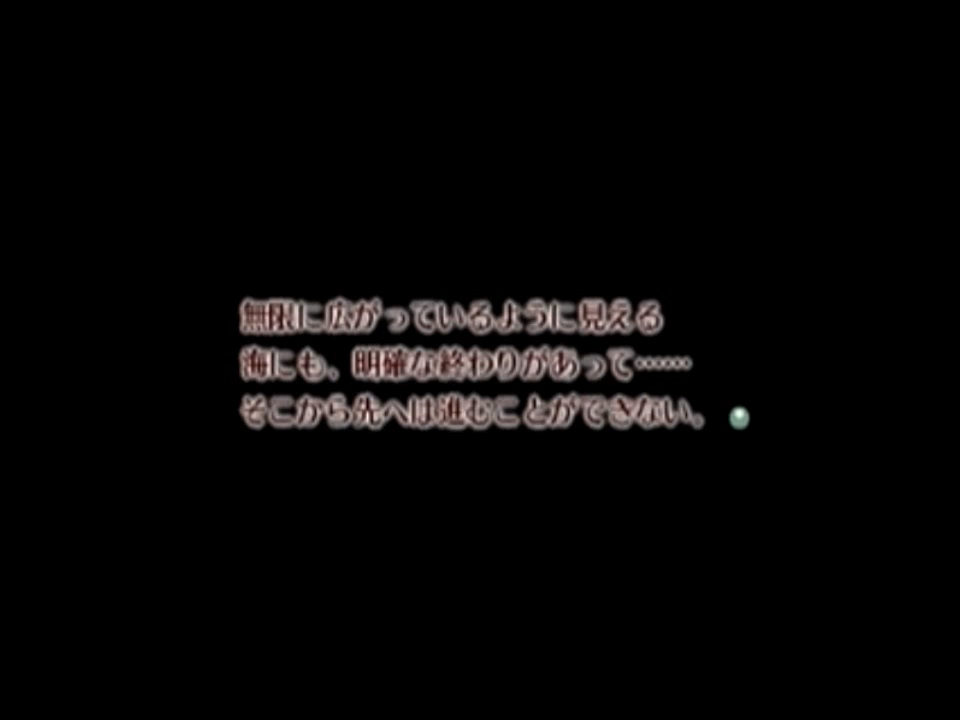 無限に広がっているように見える
海にも、明確な終わりがあって……
そこから先へは進むことができない。